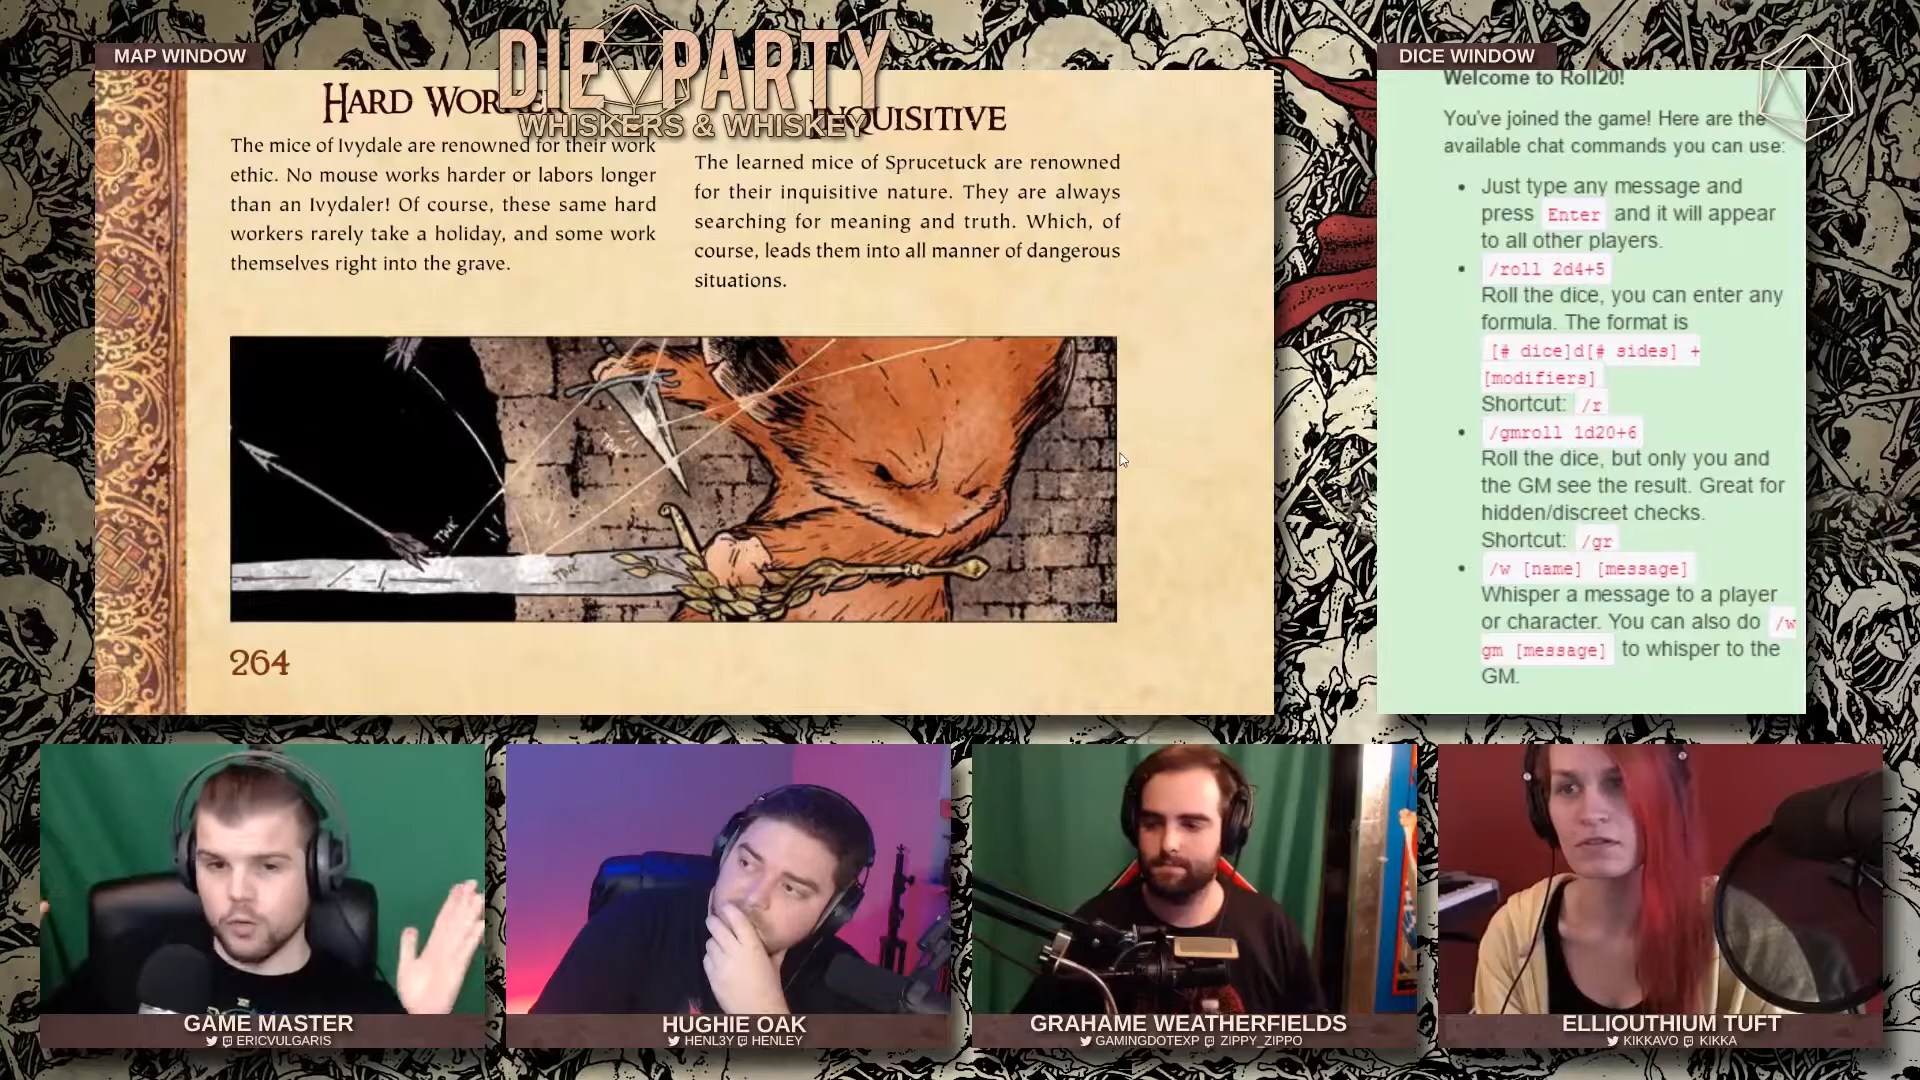 MAP WINDOW
DIE PARTY
WHISKERS & WHISKEY
DICE WINDOW
HARD WORKER
The mice of Ivydale are renowned for their work
ethic. No mouse works harder or labors longer
than an Ivydaler! Of course, these same hard
workers rarely take a holiday, and some work
themselves right into the grave.
INQUISITIVE
The learned mice of Sprucetuck are renowned
for their inquisitive nature. They are always
searching for meaning and truth. Which, of
course, leads them into all manner of dangerous
situations.
TINK
TINK
264
Welcome to Roll20!
You've joined the game! Here are the
available chat commands you can use:
• Just type any message and
press Enter and it will appear
to all other players.
• /roll 2d4+5
Roll the dice, you can enter any
formula. The format is
[# dice]d[# sides] +
[modifiers]
Shortcut: /r
• /gmroll 1d20+6
Roll the dice, but only you and
the GM see the result. Great for
hidden/discreet checks.
Shortcut: /gr
• /w [name] [message]
Whisper a message to a player
or character. You can also do /w
gm [message] to whisper to the
GM.
GAME MASTER
ERICVULGARIS
HUGHIE OAK
HENL3Y HENLEY
GRAHAME WEATHERFIELDS
GAMINGDOTEXP ZIPPY_ZIPPO
ELLIOUTHIUM TUFT
KIKKAVO KIKKA